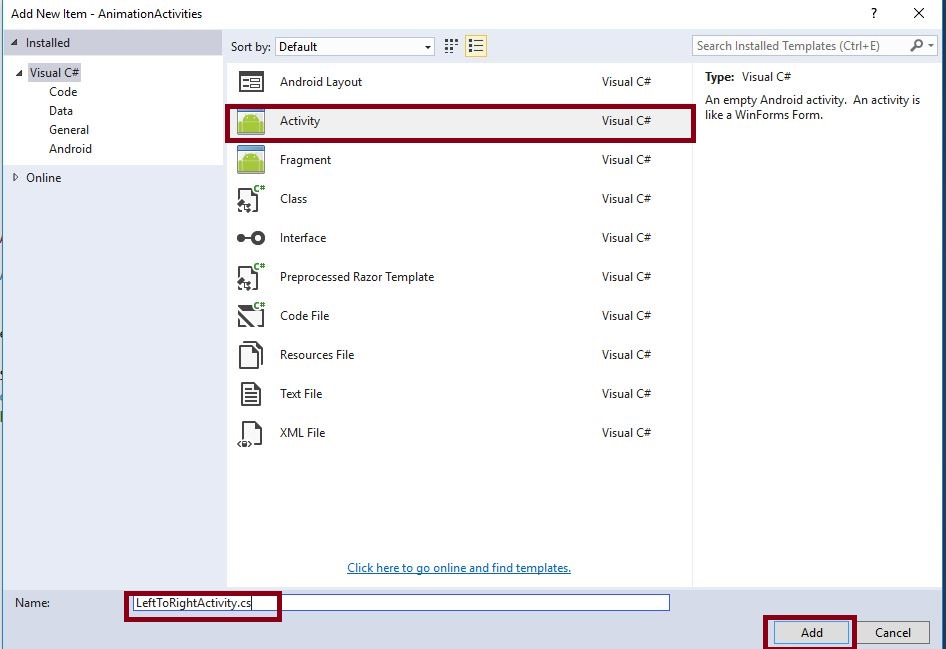 Add New Item - AnimationActivities
?
Installed
Sort by: Default
Search Installed Templates (Ctrl+E)
Visual C#
Code
Data
General
Android
Online
Android Layout Visual C#
Activity Visual C#
Fragment Visual C#
C# Class Visual C#
Interface Visual C#
C# Preprocessed Razor Template Visual C#
C# Code File Visual C#
Resources File Visual C#
Text File Visual C#
XML File Visual C#
Click here to go online and find templates.
Type: Visual C#
An empty Android activity. An activity is
like a WinForms Form.
Name: LeftToRightActivity.cs
Add Cancel